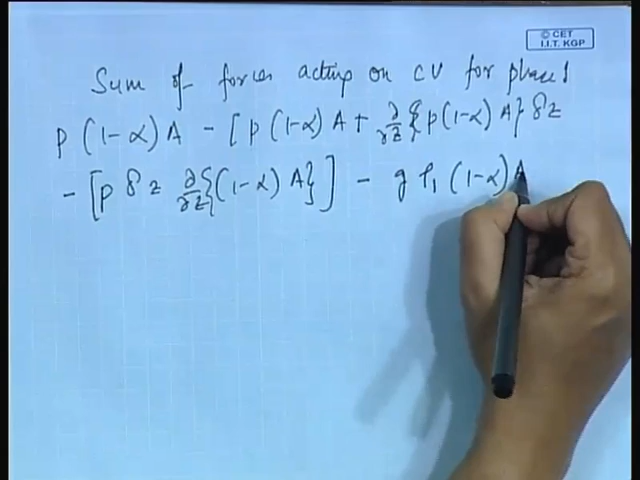 © CET
I.I.T. KGP
Sum of forces acting on CV for phase 1
p (1-α) A - [p (1-α) A + ∂/∂z {p(1-α) A} δz
- [p δz ∂/∂z {(1-α) A}] - g ρ₁ (1-α) A